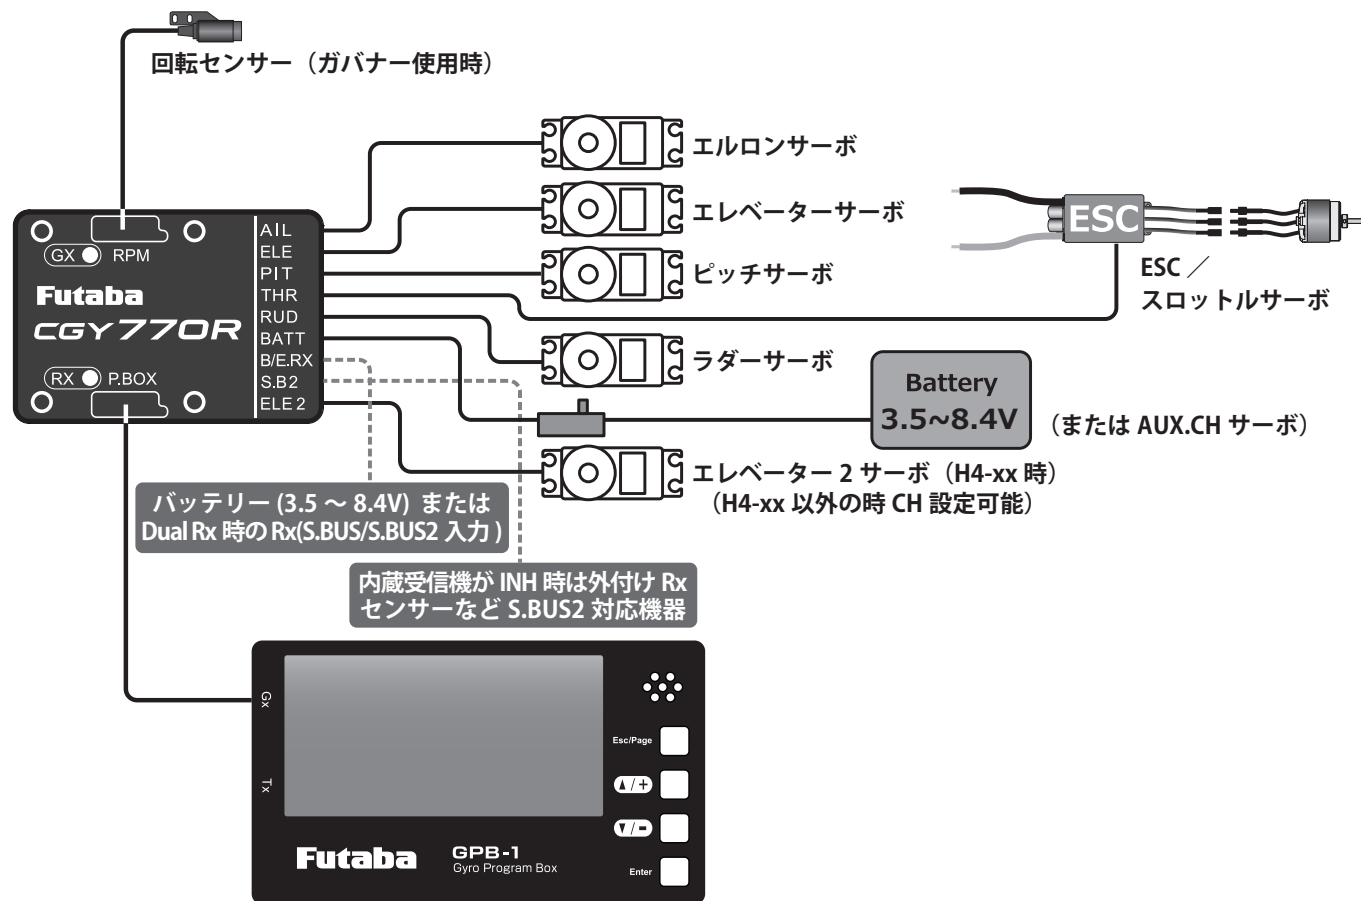 回転センサー（ガバナー使用時）
エルロンサーボ
エレベーターサーボ
ピッチサーボ
ESC
ESC ／
スロットルサーボ
ラダーサーボ
Battery
3.5~8.4V
（または AUX.CH サーボ）
エレベーター 2 サーボ（H4-xx 時）
（H4-xx 以外の時 CH 設定可能）
GX RPM
Futaba
CGY770R
RX P.BOX
AIL
ELE
PIT
THR
RUD
BATT
B/E.RX
S.B2
ELE2
バッテリー (3.5 ～ 8.4V) または
Dual Rx 時の Rx(S.BUS/S.BUS2 入力 )
内蔵受信機が INH 時は外付け Rx
センサーなど S.BUS2 対応機器
Gx
Tx
Esc/Page
▲/+
▼/-
Enter
Futaba
GPB-1
Gyro Program Box